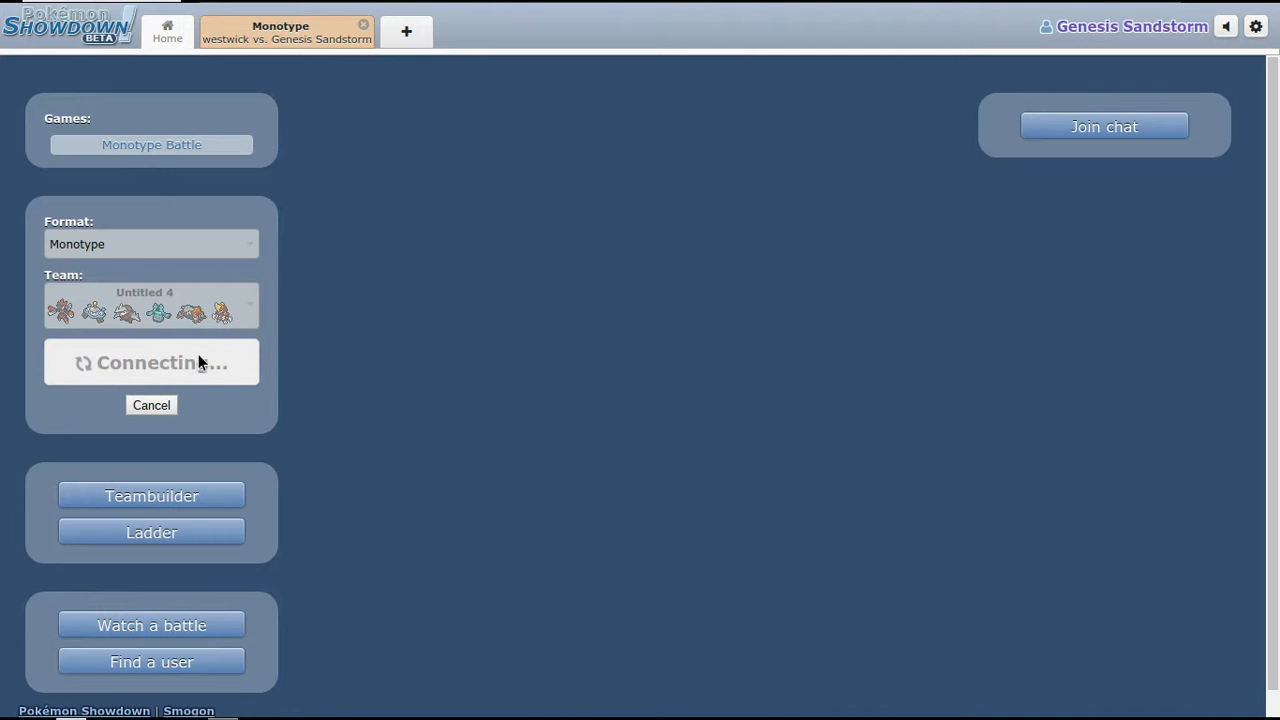 Pokémon
SHOWDOWN!
BETA
Home
Monotype
westwick vs. Genesis Sandstorm
+
Genesis Sandstorm
Games:
Monotype Battle
Join chat
Format:
Monotype
Team:
Untitled 4
Connecting...
Cancel
Teambuilder
Ladder
Watch a battle
Find a user
Pokémon Showdown | Smogon